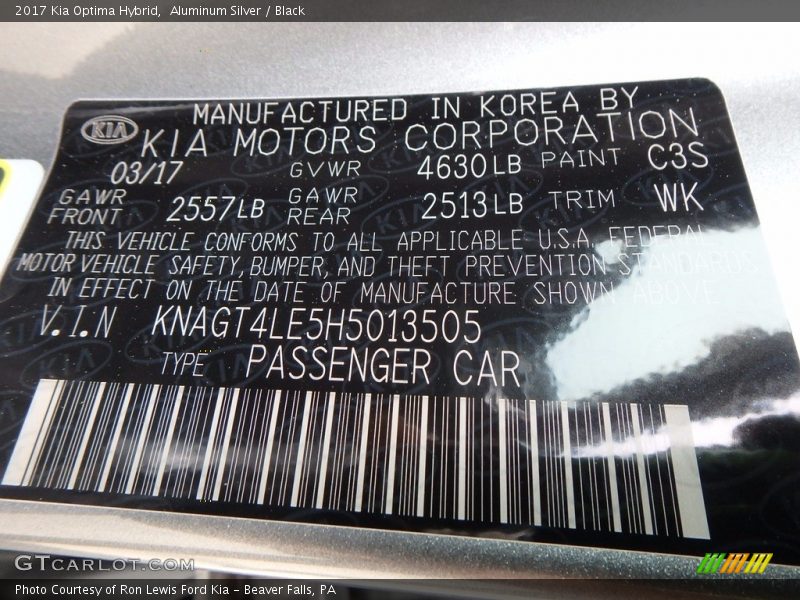 2017 Kia Optima Hybrid,  Aluminum Silver / Black
MANUFACTURED IN KOREA BY
KIA KIA MOTORS CORPORATION
03/17 GVWR 4630LB PAINT C3S
GAWR FRONT 2557LB GAWR REAR 2513LB TRIM WK
THIS VEHICLE CONFORMS TO ALL APPLICABLE U.S.A. FEDERAL
MOTOR VEHICLE SAFETY, BUMPER, AND THEFT PREVENTION STANDARDS
IN EFFECT ON THE DATE OF MANUFACTURE SHOWN ABOVE
V.I.N KNAGT4LE5H5013505
TYPE PASSENGER CAR
GTCARLOT.COM
Photo Courtesy of Ron Lewis Ford Kia – Beaver Falls, PA